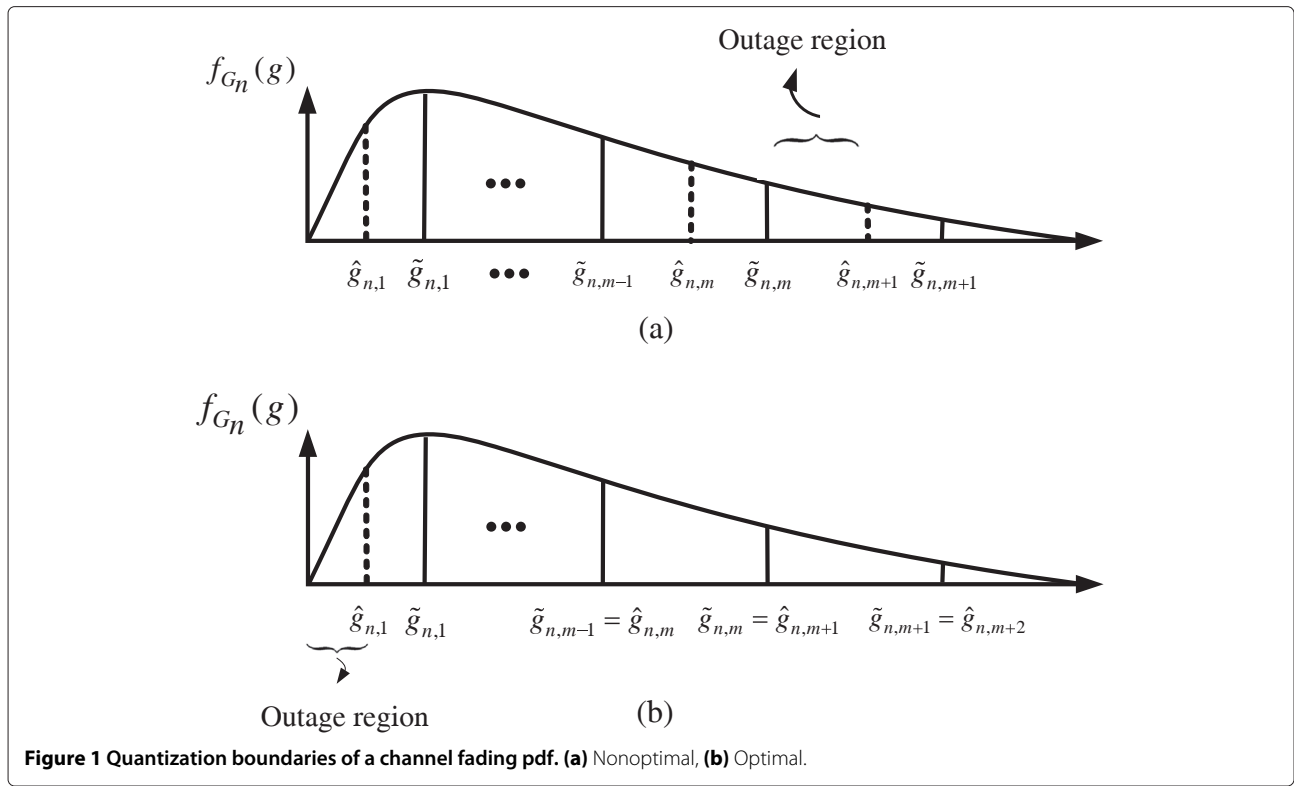 Outage region
f_{G_n}(g)
•••
ĝ_{n,1} g̃_{n,1} ••• g̃_{n,m−1} ĝ_{n,m} g̃_{n,m} ĝ_{n,m+1} g̃_{n,m+1}
(a)
f_{G_n}(g)
•••
ĝ_{n,1} g̃_{n,1} g̃_{n,m−1} = ĝ_{n,m} g̃_{n,m} = ĝ_{n,m+1} g̃_{n,m+1} = ĝ_{n,m+2}
Outage region
(b)
Figure 1 Quantization boundaries of a channel fading pdf. (a) Nonoptimal, (b) Optimal.